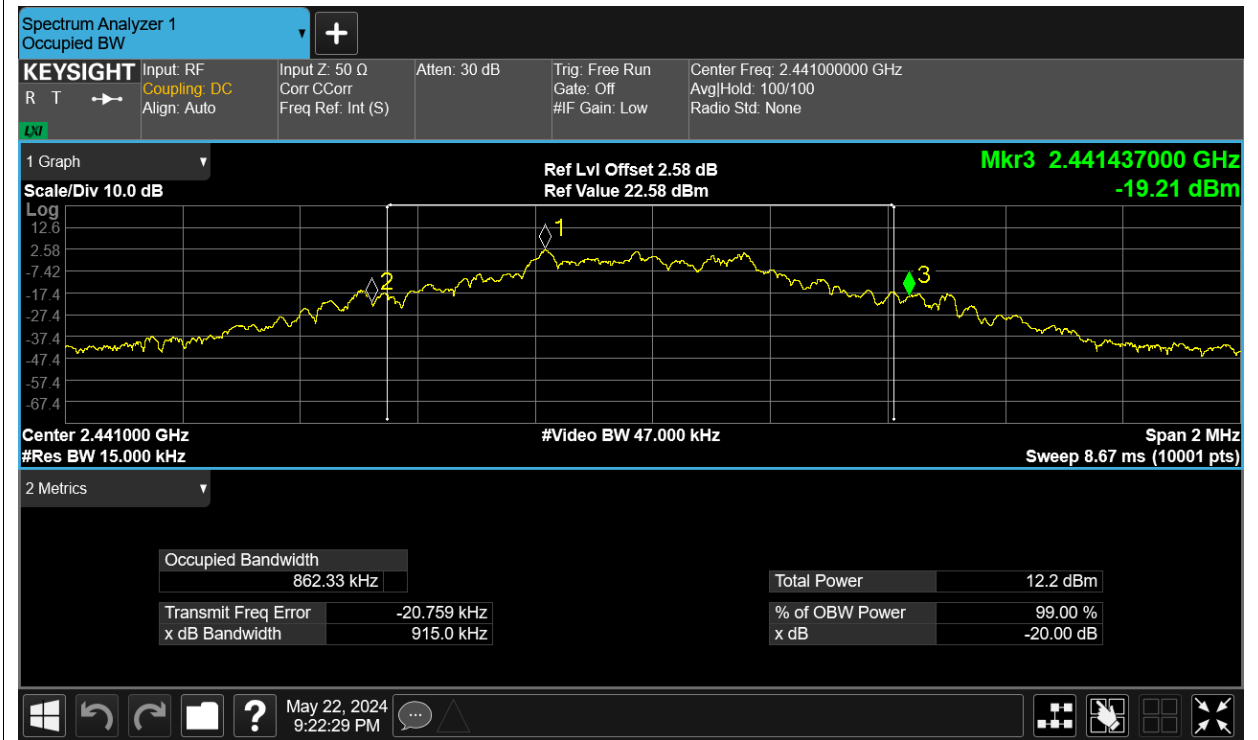 Spectrum Analyzer 1
Occupied BW
+
KEYSIGHT
R T
LXI
Input: RF
Coupling: DC
Align: Auto
Input Z: 50 Ω
Corr CCorr
Freq Ref: Int (S)
Atten: 30 dB
Trig: Free Run
Gate: Off
#IF Gain: Low
Center Freq: 2.441000000 GHz
Avg|Hold: 100/100
Radio Std: None
1 Graph
Scale/Div 10.0 dB
Ref Lvl Offset 2.58 dB
Ref Value 22.58 dBm
Mkr3 2.441437000 GHz
-19.21 dBm
Log
12.6
2.58
-7.42
-17.4
-27.4
-37.4
-47.4
-57.4
-67.4
1
2
3
Center 2.441000 GHz
#Res BW 15.000 kHz
#Video BW 47.000 kHz
Span 2 MHz
Sweep 8.67 ms (10001 pts)
2 Metrics
Occupied Bandwidth
862.33 kHz
Transmit Freq Error -20.759 kHz
x dB Bandwidth 915.0 kHz
Total Power 12.2 dBm
% of OBW Power 99.00 %
x dB -20.00 dB
?
May 22, 2024
9:22:29 PM